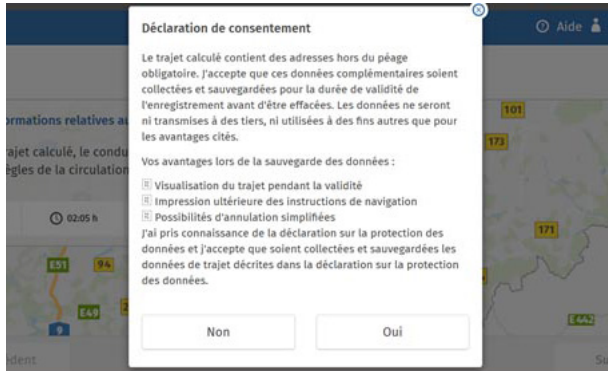 Déclaration de consentement
Aide
Le trajet calculé contient des adresses hors du péage
obligatoire. J'accepte que ces données complémentaires soient
collectées et sauvegardées pour la durée de validité de
l'enregistrement avant d'être effacées. Les données ne seront
ni transmises à des tiers, ni utilisées à des fins autres que pour
les avantages cités.
ormations relatives au
rajet calculé, le condu
ègles de la circulation
101
173
Vos avantages lors de la sauvegarde des données :
Visualisation du trajet pendant la validité
Impression ultérieure des instructions de navigation
Possibilités d'annulation simplifiées
J'ai pris connaissance de la déclaration sur la protection des
données et j'accepte que soient collectées et sauvegardées les
données de trajet décrites dans la déclaration sur la protection
des données.
02:05 h
171
E51
94
E49
9
E442
Non
Oui
édent
Su